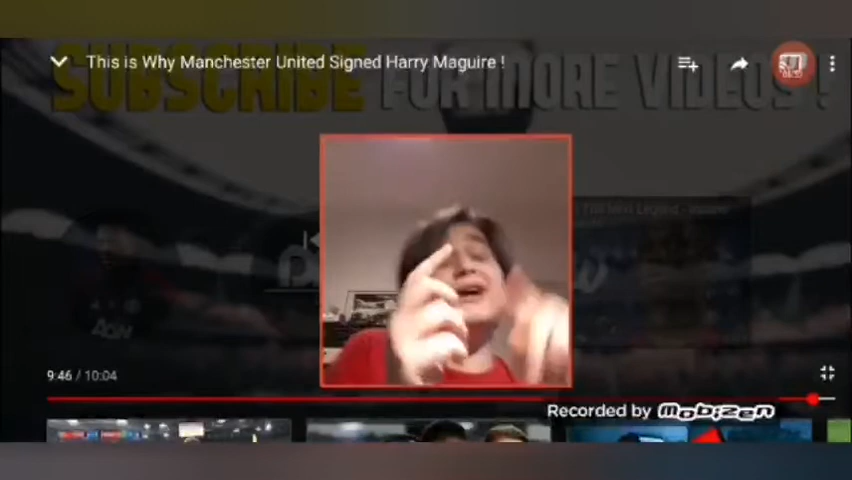 SUBSCRIBE FOR MORE VIDEOS !
This is Why Manchester United Signed Harry Maguire !
9:46 / 10:04
Recorded by Mobizen